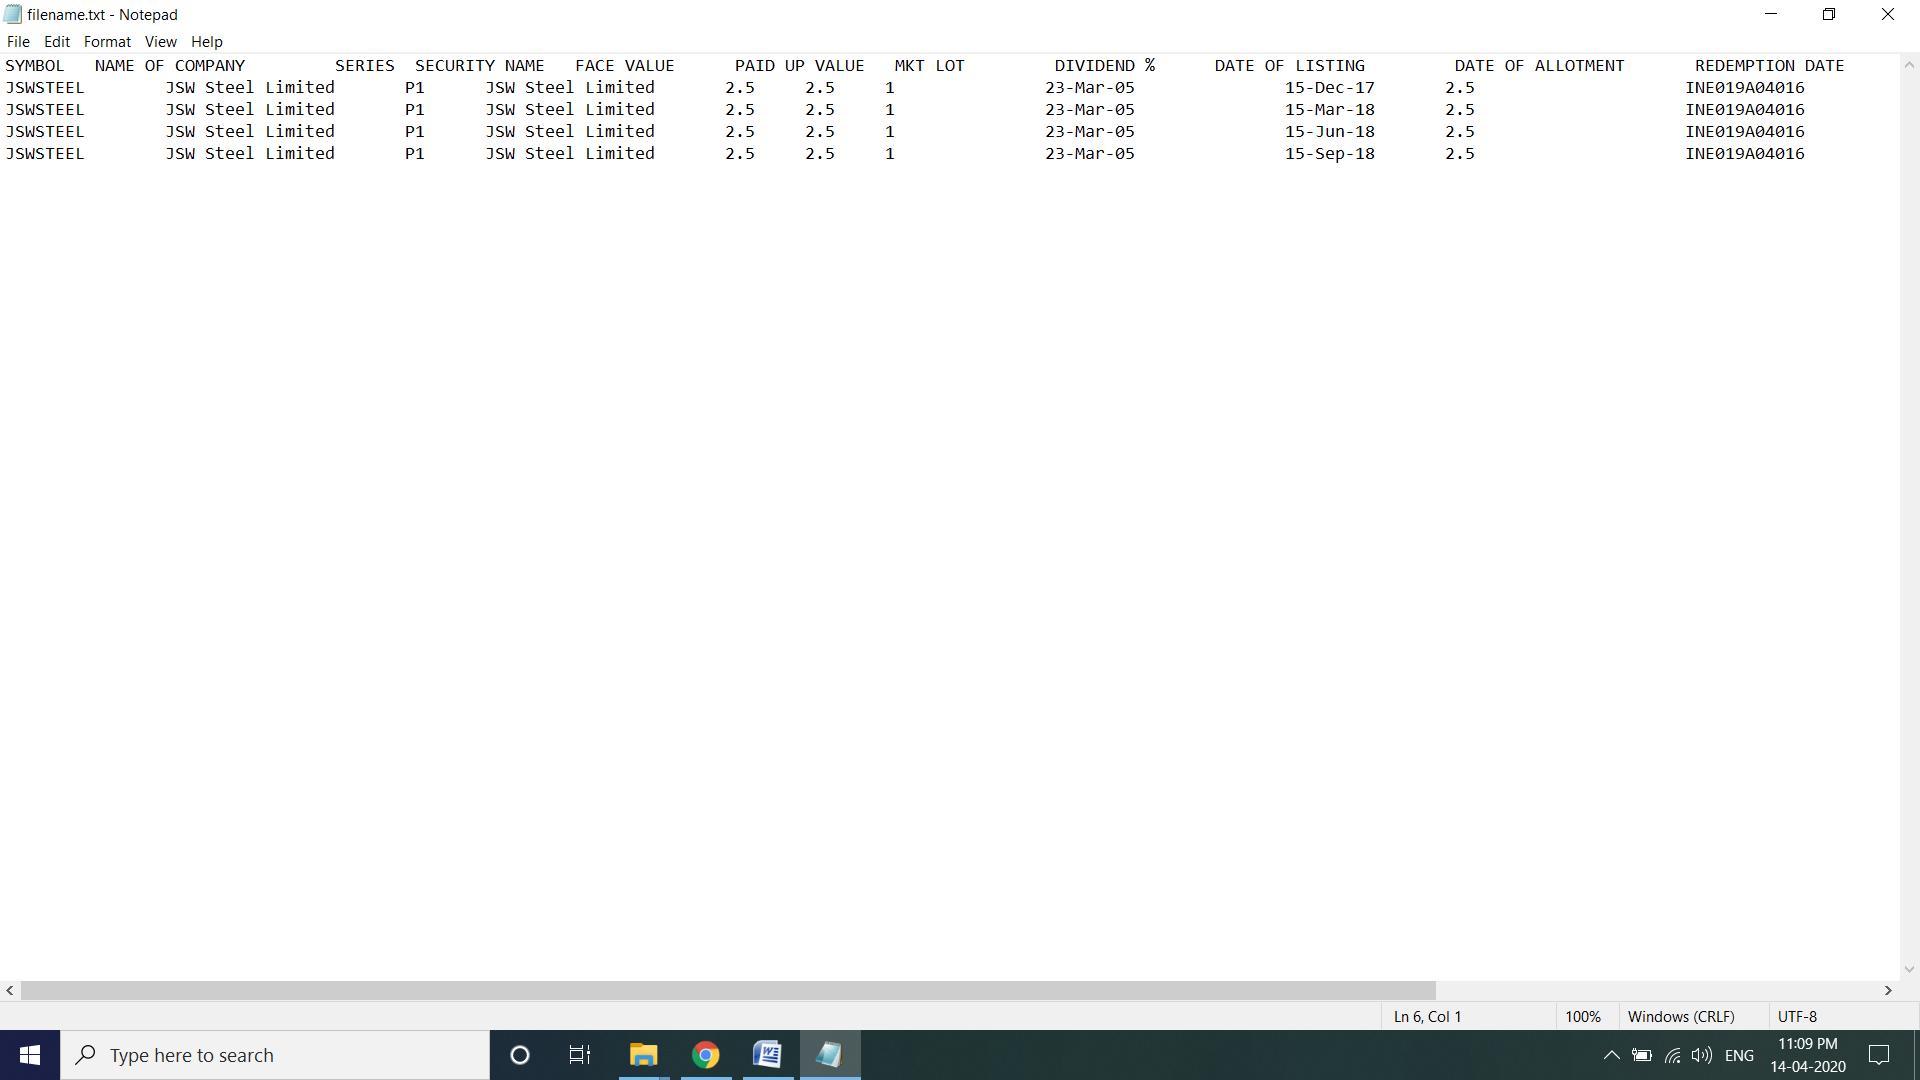 filename.txt - Notepad
File Edit Format View Help
SYMBOL NAME OF COMPANY SERIES SECURITY NAME FACE VALUE PAID UP VALUE MKT LOT DIVIDEND % DATE OF LISTING DATE OF ALLOTMENT REDEMPTION DATE
JSWSTEEL JSW Steel Limited P1 JSW Steel Limited 2.5 2.5 1 23-Mar-05 15-Dec-17 2.5 INE019A04016
JSWSTEEL JSW Steel Limited P1 JSW Steel Limited 2.5 2.5 1 23-Mar-05 15-Mar-18 2.5 INE019A04016
JSWSTEEL JSW Steel Limited P1 JSW Steel Limited 2.5 2.5 1 23-Mar-05 15-Jun-18 2.5 INE019A04016
JSWSTEEL JSW Steel Limited P1 JSW Steel Limited 2.5 2.5 1 23-Mar-05 15-Sep-18 2.5 INE019A04016
Ln 6, Col 1 100% Windows (CRLF) UTF-8
Type here to search
ENG
11:09 PM
14-04-2020